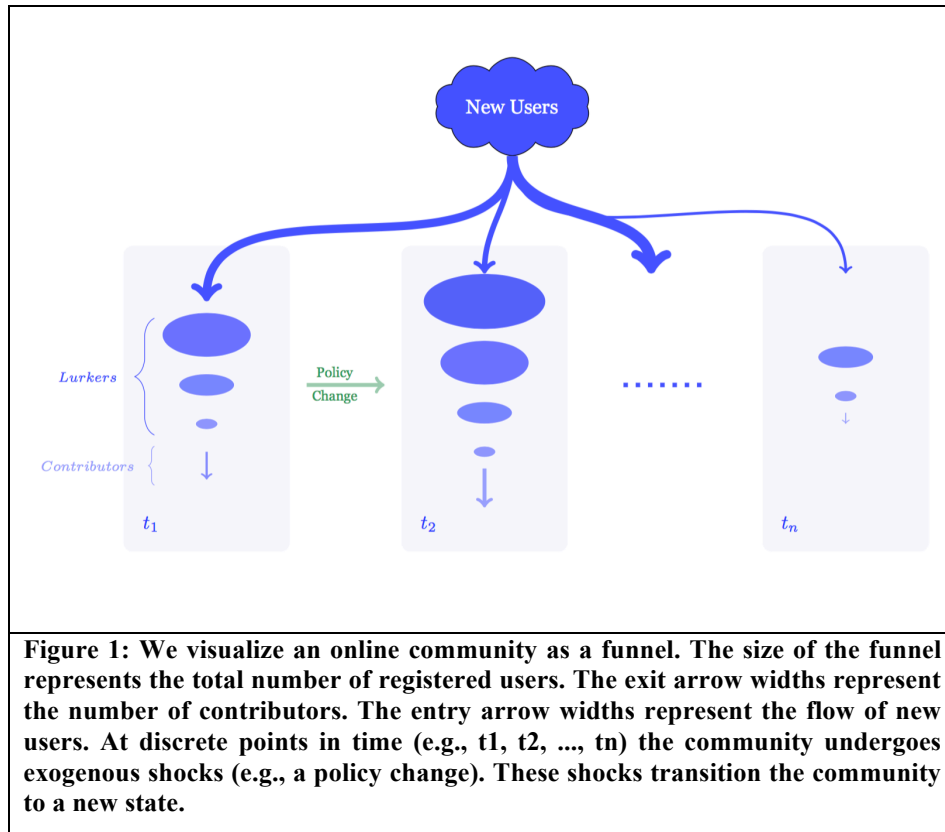 New Users
Lurkers
Contributors
Policy
Change
t1
t2
tn
Figure 1: We visualize an online community as a funnel. The size of the funnel
represents the total number of registered users. The exit arrow widths represent
the number of contributors. The entry arrow widths represent the flow of new
users. At discrete points in time (e.g., t1, t2, ..., tn) the community undergoes
exogenous shocks (e.g., a policy change). These shocks transition the community
to a new state.